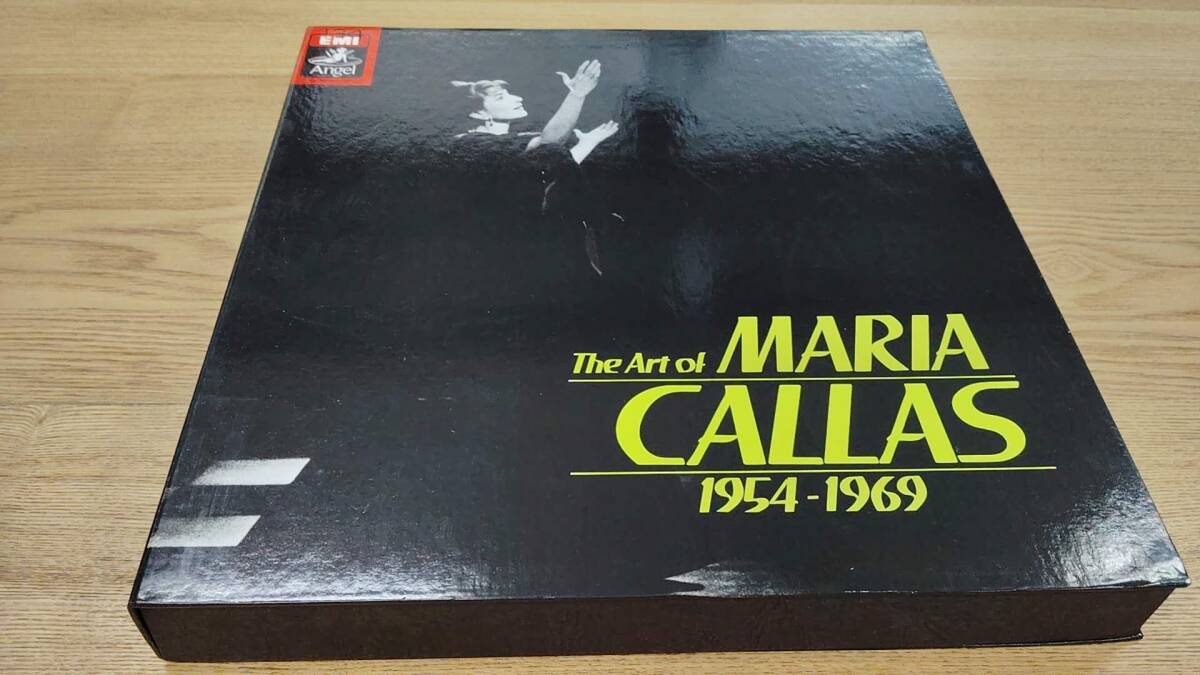 EMI
Angel
The Art of MARIA
CALLAS
1954-1969